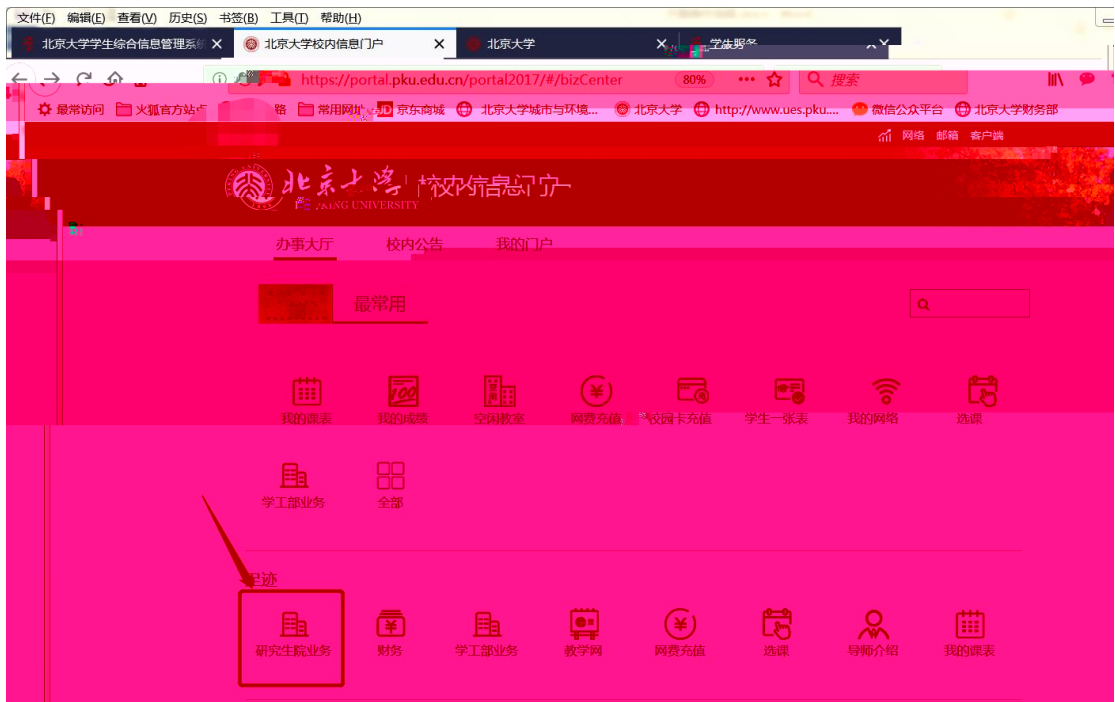 文件(F) 编辑(E) 查看(V) 历史(S) 书签(B) 工具(T) 帮助(H)
北京大学学生综合信息管理系统 北京大学校内信息门户 北京大学 学生服务
https://portal.pku.edu.cn/portal2017/#/bizCenter 80% 搜索
最常访问 火狐官方站点 常用网址 京东商城 北京大学城市与环境... 北京大学 http://www.ues.pku.... 微信公众平台 北京大学财务部
网络 邮箱 客户端
北京大学 校内信息门户
UNIVERSITY
办事大厅 校内公告 我的门户
最常用
我的课表 我的成绩 空闲教室 网费充值 校园卡充值 学生一张表 我的网络 选课
学工部业务 全部
足迹
研究生院业务 财务 学工部业务 教学网 网费充值 选课 导师介绍 我的课表